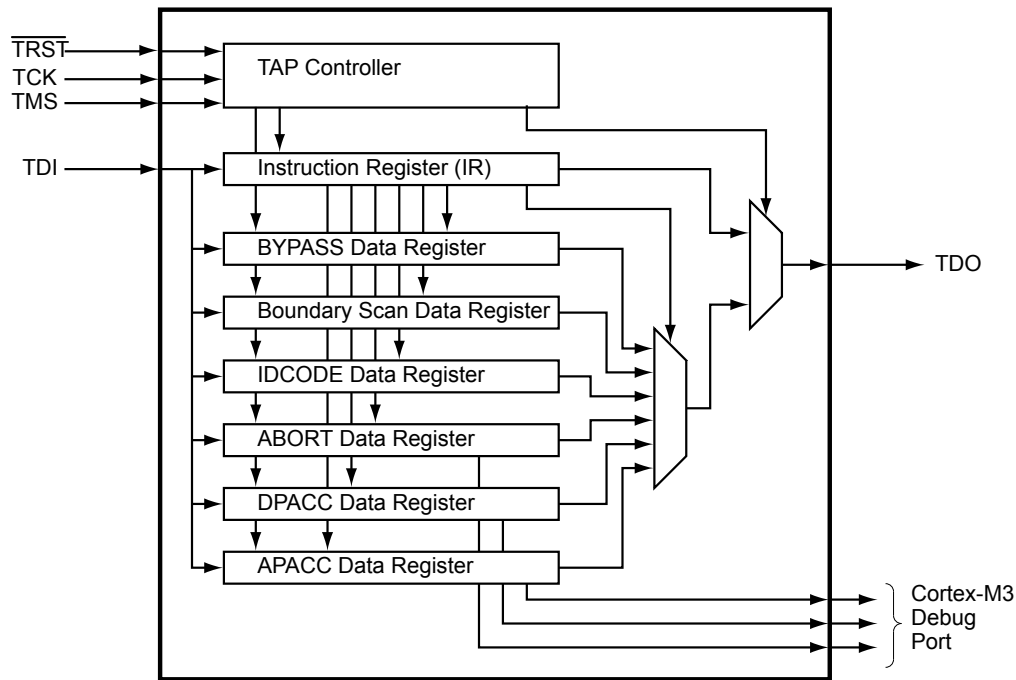 TRST
TCK
TMS
TAP Controller
TDI
Instruction Register (IR)
BYPASS Data Register
Boundary Scan Data Register
IDCODE Data Register
ABORT Data Register
DPACC Data Register
APACC Data Register
TDO
Cortex-M3
Debug
Port